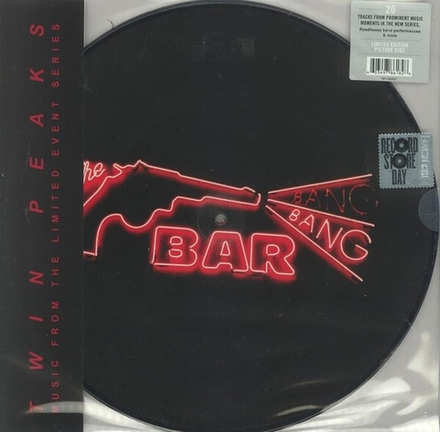 TWIN PEAKS
MUSIC FROM THE LIMITED EVENT SERIES
The
BANG
BANG
BAR
20
TRACKS FROM PROMINENT MUSIC
MOMENTS IN THE NEW SERIES,
Roadhouse band performances
& more
LIMITED EDITION
PICTURE DISC
RECORD
STORE
DAY